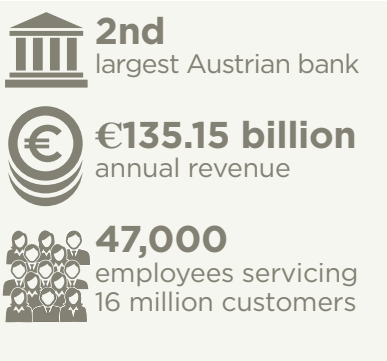 2nd
largest Austrian bank
€135.15 billion
annual revenue
47,000
employees servicing
16 million customers